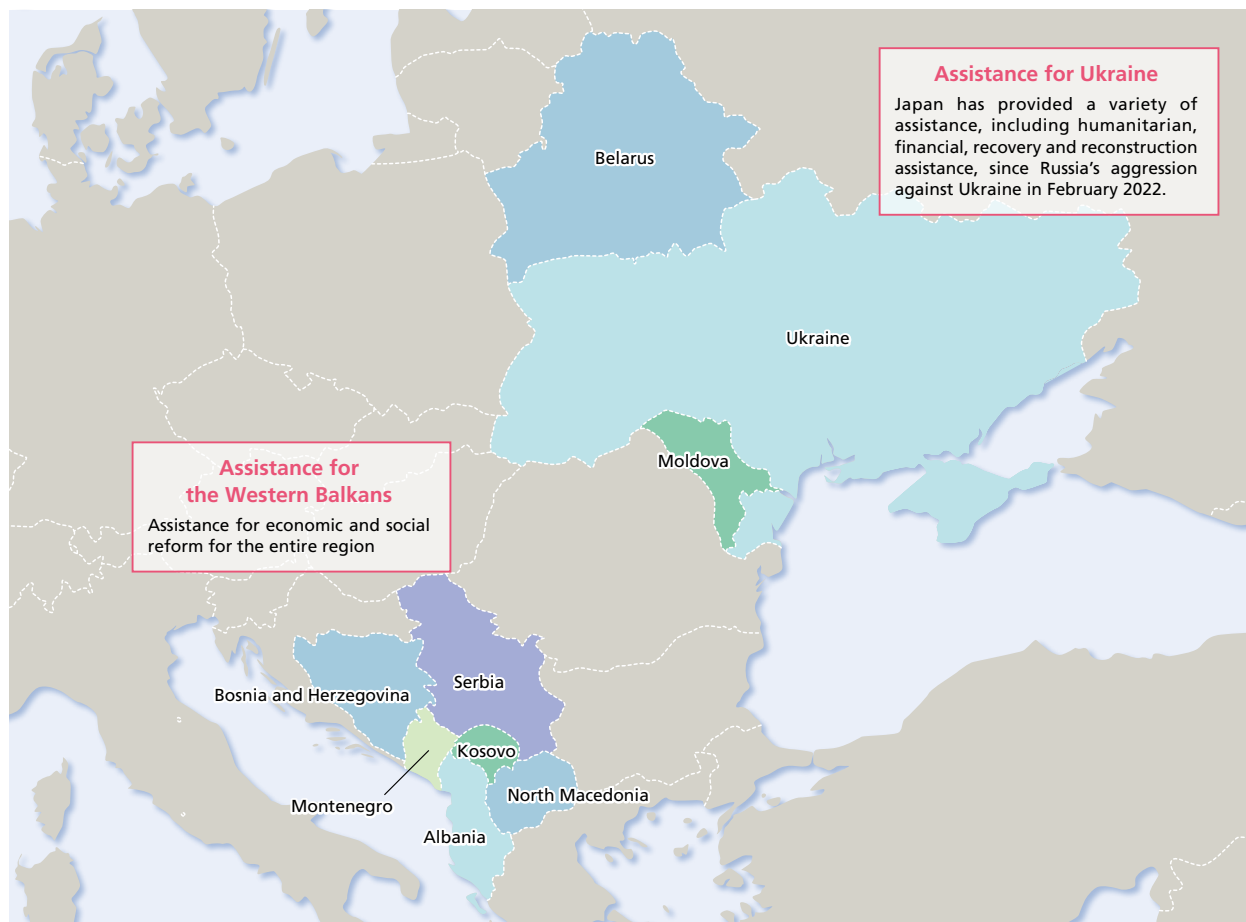 Assistance for Ukraine
Japan has provided a variety of
assistance, including humanitarian,
financial, recovery and reconstruction
assistance, since Russia’s aggression
against Ukraine in February 2022.
Belarus
Ukraine
Moldova
Assistance for
the Western Balkans
Assistance for economic and social
reform for the entire region
Serbia
Bosnia and Herzegovina
Kosovo
Montenegro
North Macedonia
Albania